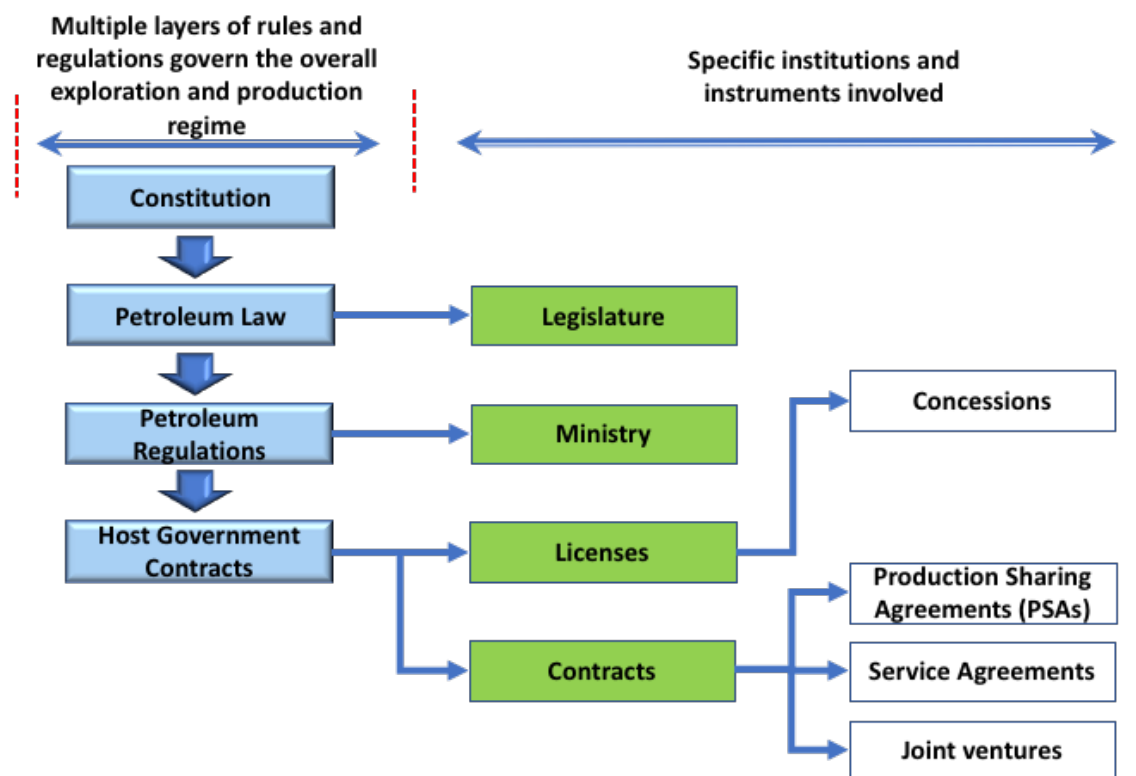 Multiple layers of rules and
regulations govern the overall
exploration and production
regime
Specific institutions and
instruments involved
Constitution
Petroleum Law
Legislature
Petroleum
Regulations
Ministry
Concessions
Host Government
Contracts
Licenses
Production Sharing
Agreements (PSAs)
Contracts
Service Agreements
Joint ventures